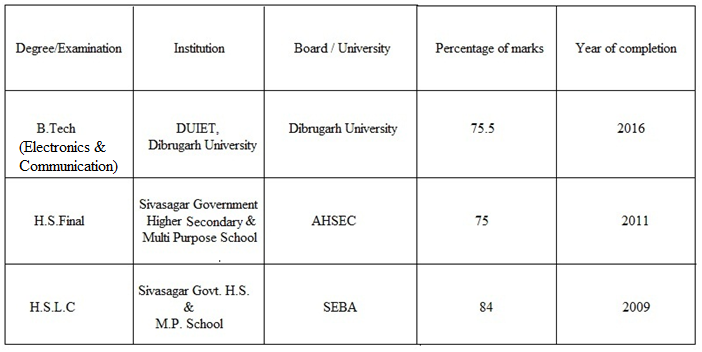 Degree/Examination Institution Board / University Percentage of marks Year of completion
B.Tech
(Electronics &
Communication)
DUIET,
Dibrugarh University
Dibrugarh University
75.5
2016
H.S.Final
Sivasagar Government
Higher Secondary &
Multi Purpose School
.
AHSEC
75
2011
H.S.L.C
Sivasagar Govt. H.S.
&
M.P. School
SEBA
84
2009